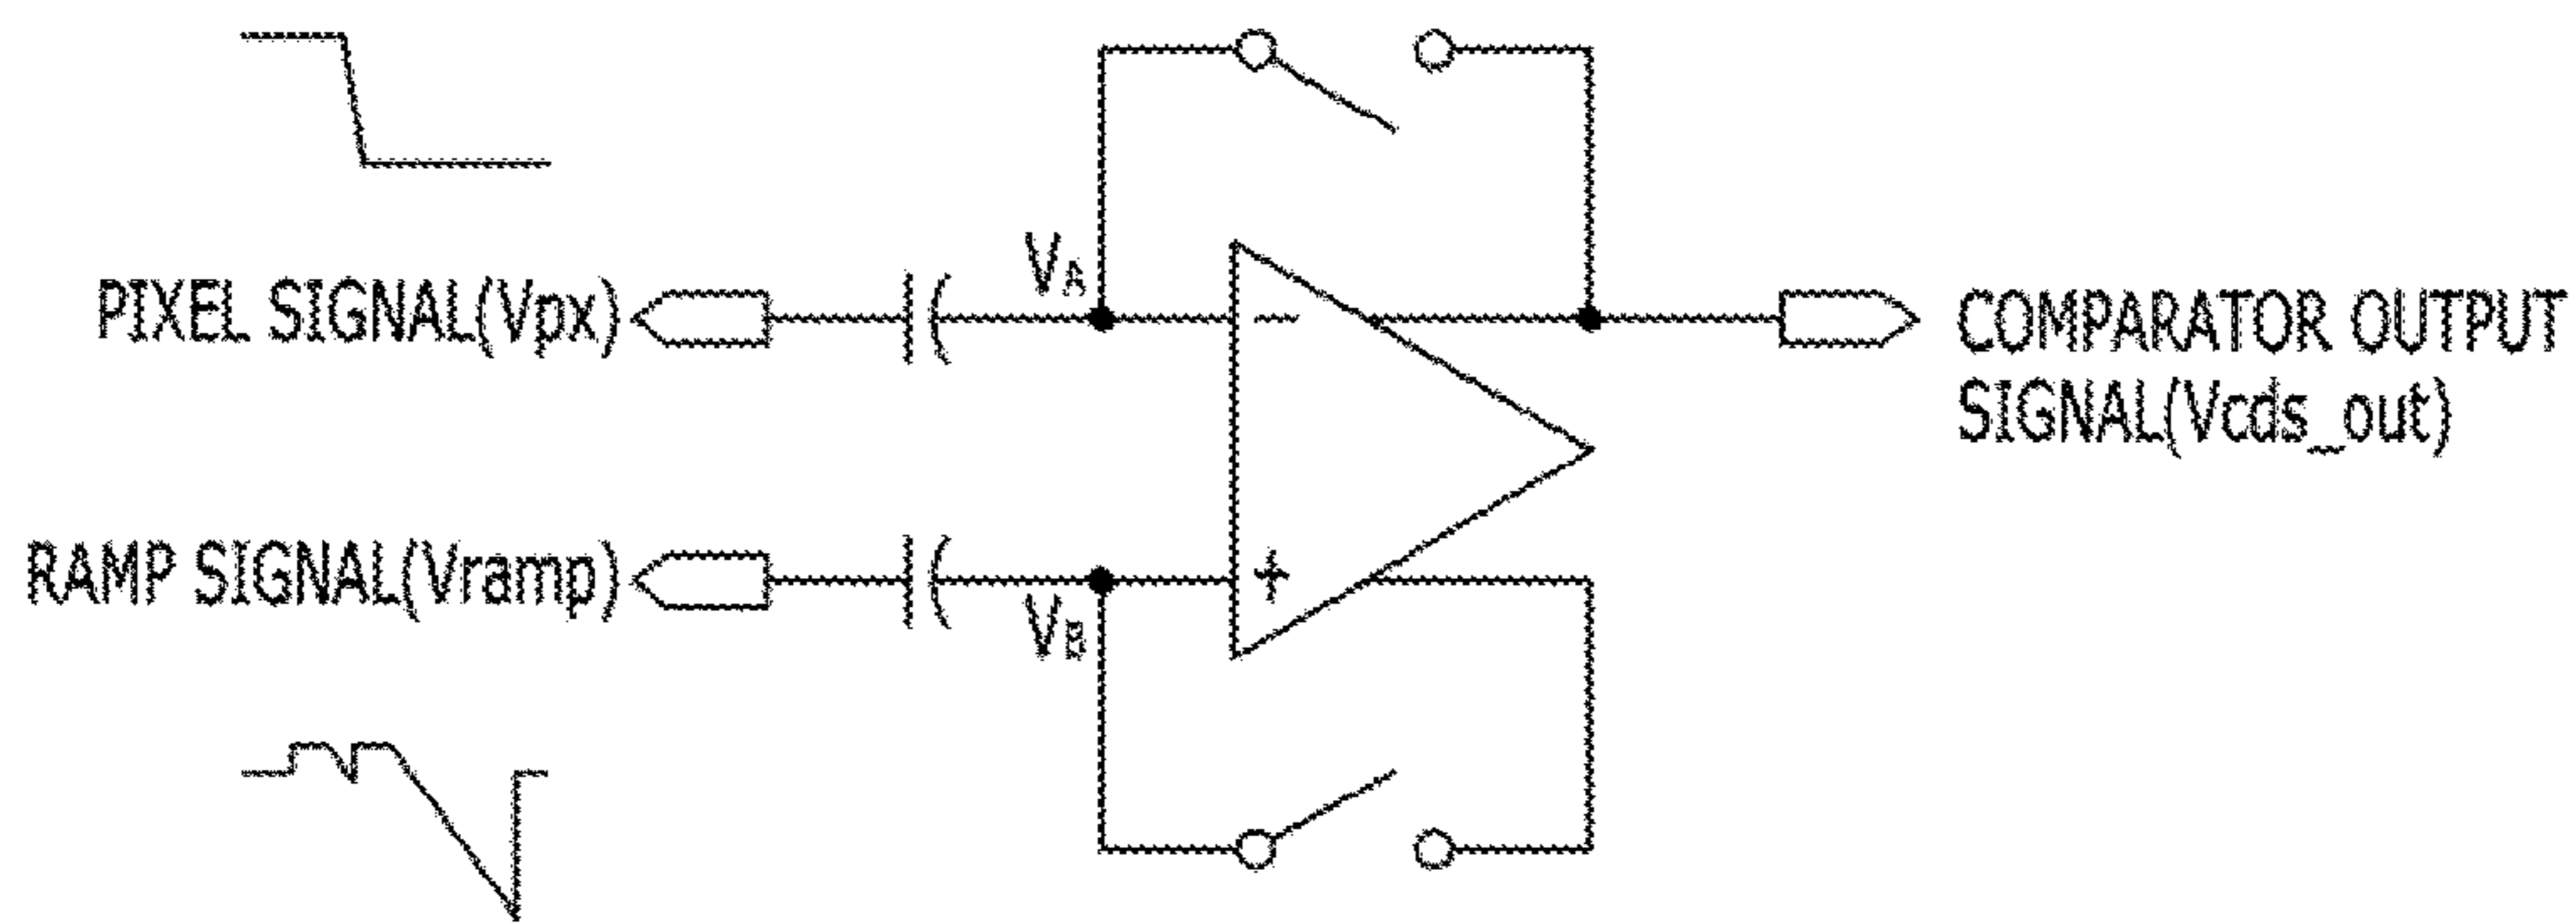 VA
PIXEL SIGNAL(Vpx)
−
COMPARATOR OUTPUT
SIGNAL(Vcds_out)
RAMP SIGNAL(Vramp)
+
VB